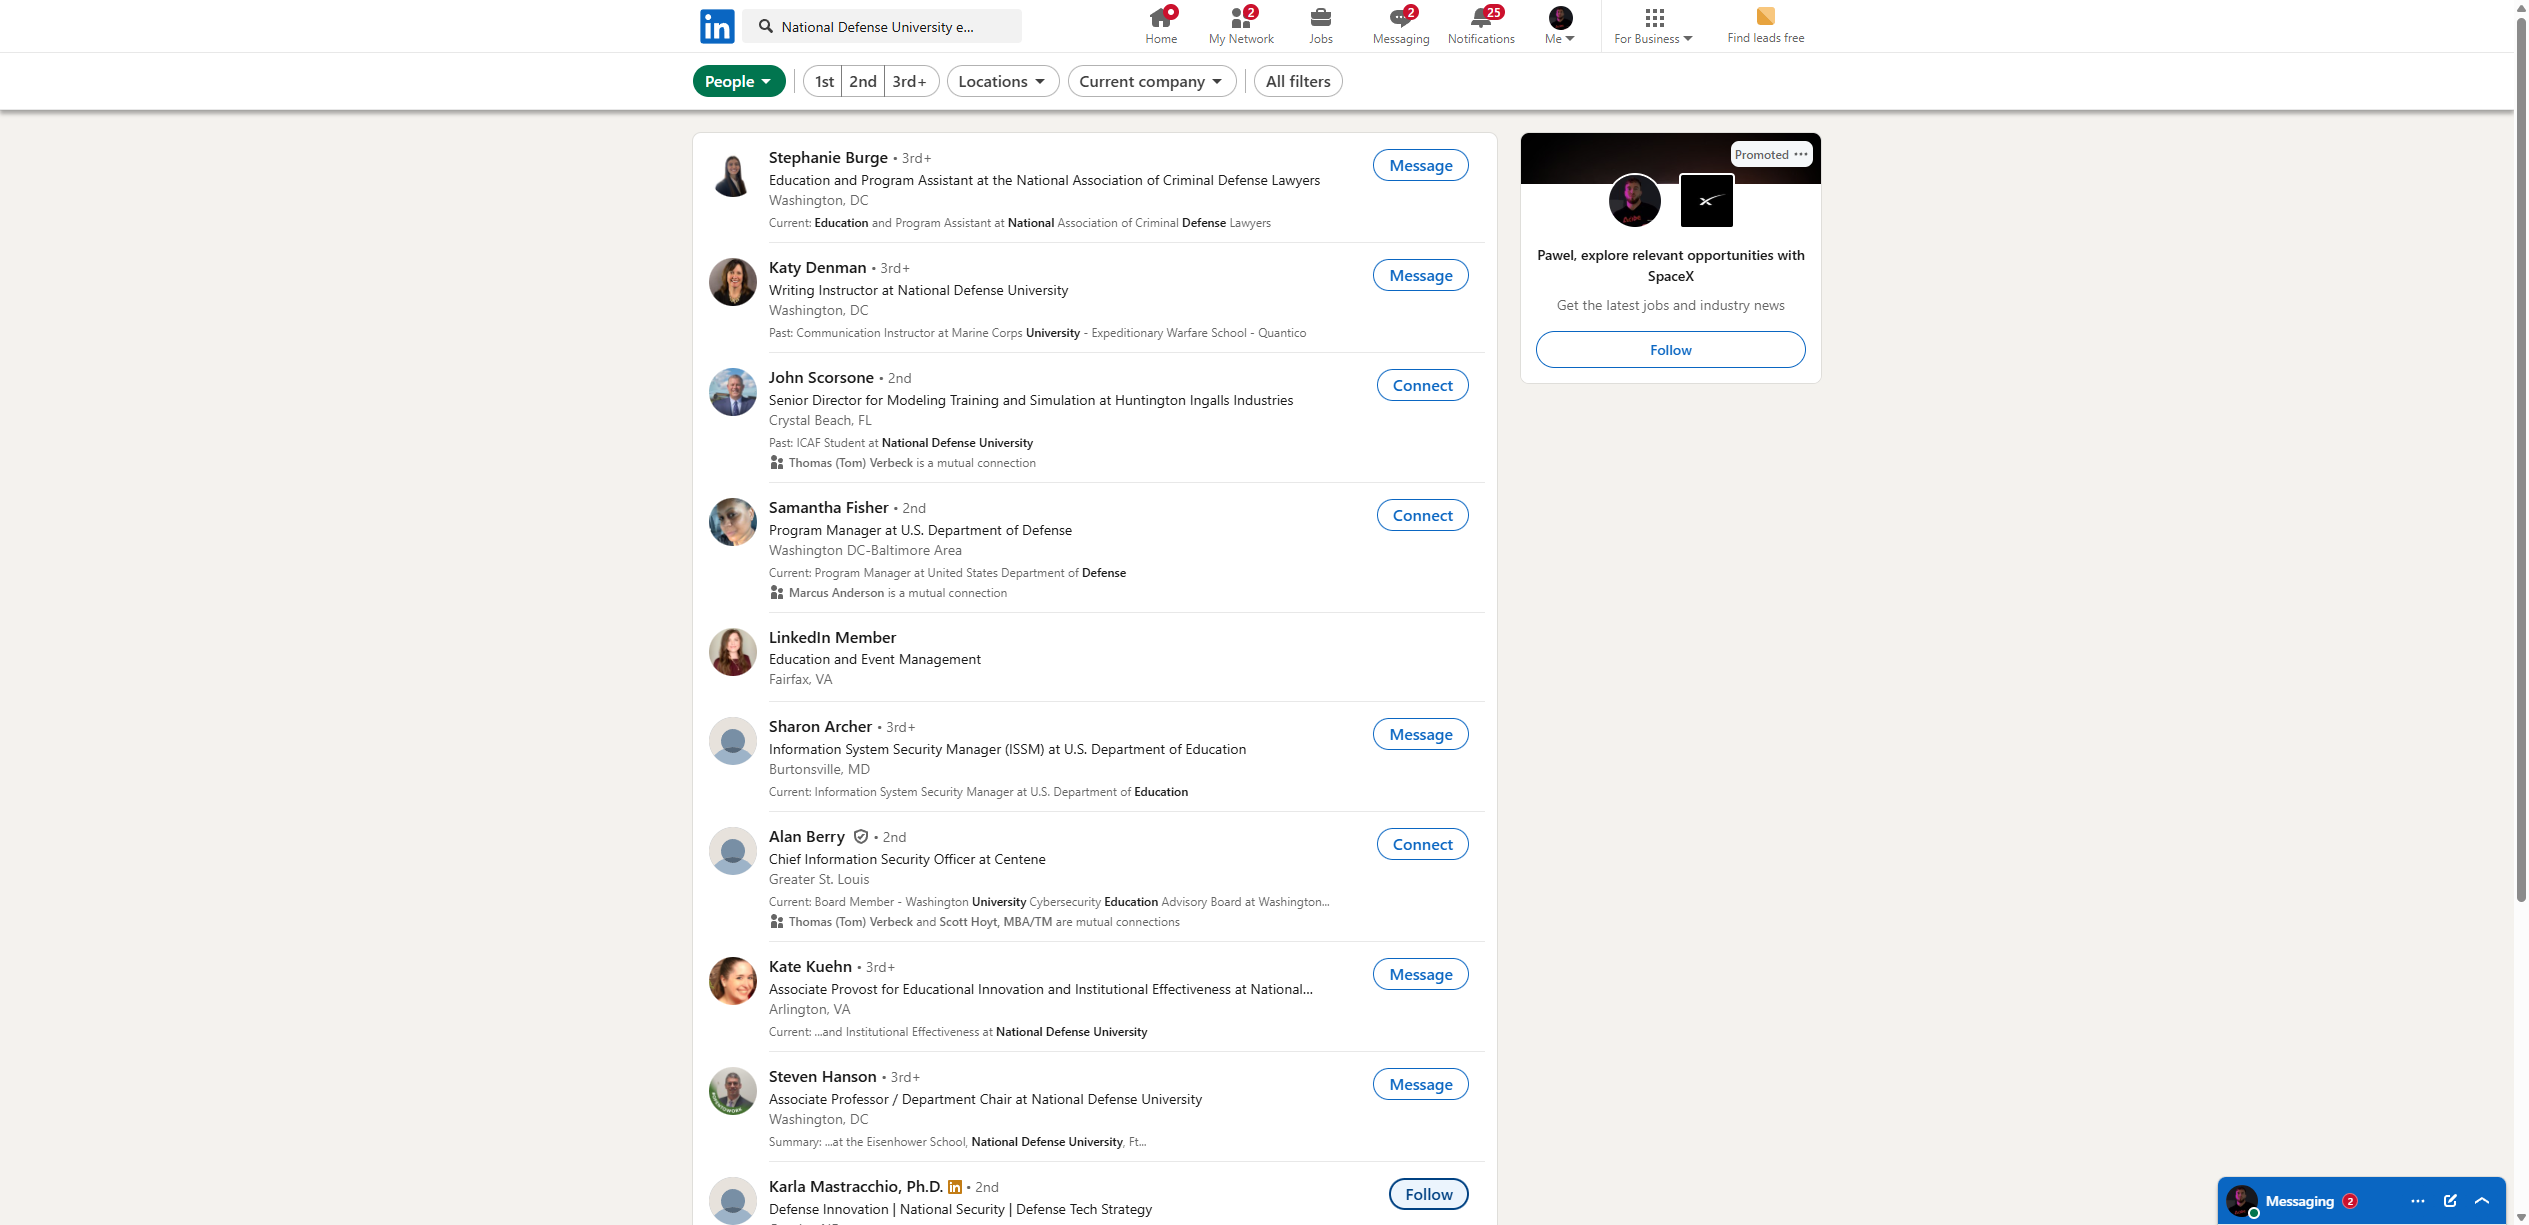 in
National Defense University e...
Home
2
My Network
Jobs
2
Messaging
25
Notifications
Me
For Business
Find leads free
People
1st
2nd
3rd+
Locations
Current company
All filters
Stephanie Burge • 3rd+
Education and Program Assistant at the National Association of Criminal Defense Lawyers
Washington, DC
Current: Education and Program Assistant at National Association of Criminal Defense Lawyers
Message
Katy Denman • 3rd+
Writing Instructor at National Defense University
Washington, DC
Past: Communication Instructor at Marine Corps University - Expeditionary Warfare School - Quantico
Message
John Scorsone • 2nd
Senior Director for Modeling Training and Simulation at Huntington Ingalls Industries
Crystal Beach, FL
Past: ICAF Student at National Defense University
Thomas (Tom) Verbeck is a mutual connection
Connect
Samantha Fisher • 2nd
Program Manager at U.S. Department of Defense
Washington DC-Baltimore Area
Current: Program Manager at United States Department of Defense
Marcus Anderson is a mutual connection
Connect
LinkedIn Member
Education and Event Management
Fairfax, VA
Sharon Archer • 3rd+
Information System Security Manager (ISSM) at U.S. Department of Education
Burtonsville, MD
Current: Information System Security Manager at U.S. Department of Education
Message
Alan Berry • 2nd
Chief Information Security Officer at Centene
Greater St. Louis
Current: Board Member - Washington University Cybersecurity Education Advisory Board at Washington...
Thomas (Tom) Verbeck and Scott Hoyt, MBA/TM are mutual connections
Connect
Kate Kuehn • 3rd+
Associate Provost for Educational Innovation and Institutional Effectiveness at National...
Arlington, VA
Current: ...and Institutional Effectiveness at National Defense University
Message
Steven Hanson • 3rd+
Associate Professor / Department Chair at National Defense University
Washington, DC
Summary: ...at the Eisenhower School, National Defense University, Ft...
Message
Karla Mastracchio, Ph.D. in • 2nd
Defense Innovation | National Security | Defense Tech Strategy
Follow
Promoted
Pawel, explore relevant opportunities with
SpaceX
Get the latest jobs and industry news
Follow
Messaging 2